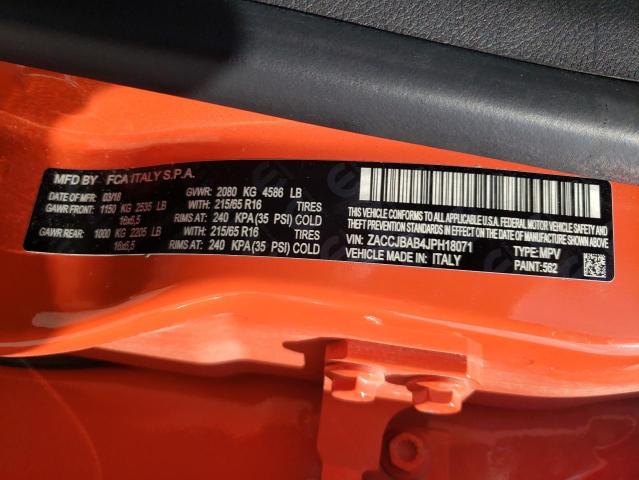 MFD BY FCA ITALY S.P.A.
DATE OF MFR: 03/18 GVWR: 2080 KG 4586 LB
GAWR FRONT: 1150 KG 2535 LB WITH 215/65 R16 TIRES
16x6,5 RIMS AT: 240 KPA(35 PSI) COLD
GAWR REAR: 1000 KG 2205 LB WITH 215/65 R16 TIRES
16x6,5 RIMS AT: 240 KPA(35 PSI) COLD
THIS VEHICLE CONFORMS TO ALL APPLICABLE U.S.A. FEDERAL MOTOR VEHICLE SAFETY AND
THEFT PREVENTION STANDARDS IN EFFECT ON THE DATE OF MANUFACTURE SHOWN ABOVE
VIN: ZACCJBAB4JPH18071 TYPE: MPV
VEHICLE MADE IN: ITALY PAINT: 562